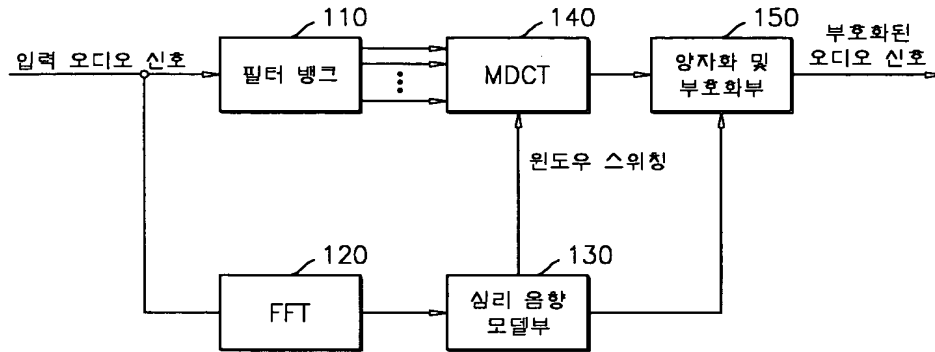 110
140
150
입력 오디오 신호
필터 뱅크
MDCT
양자화 및
부호화부
부호화된
오디오 신호
윈도우 스위칭
120
130
FFT
심리 음향
모델부